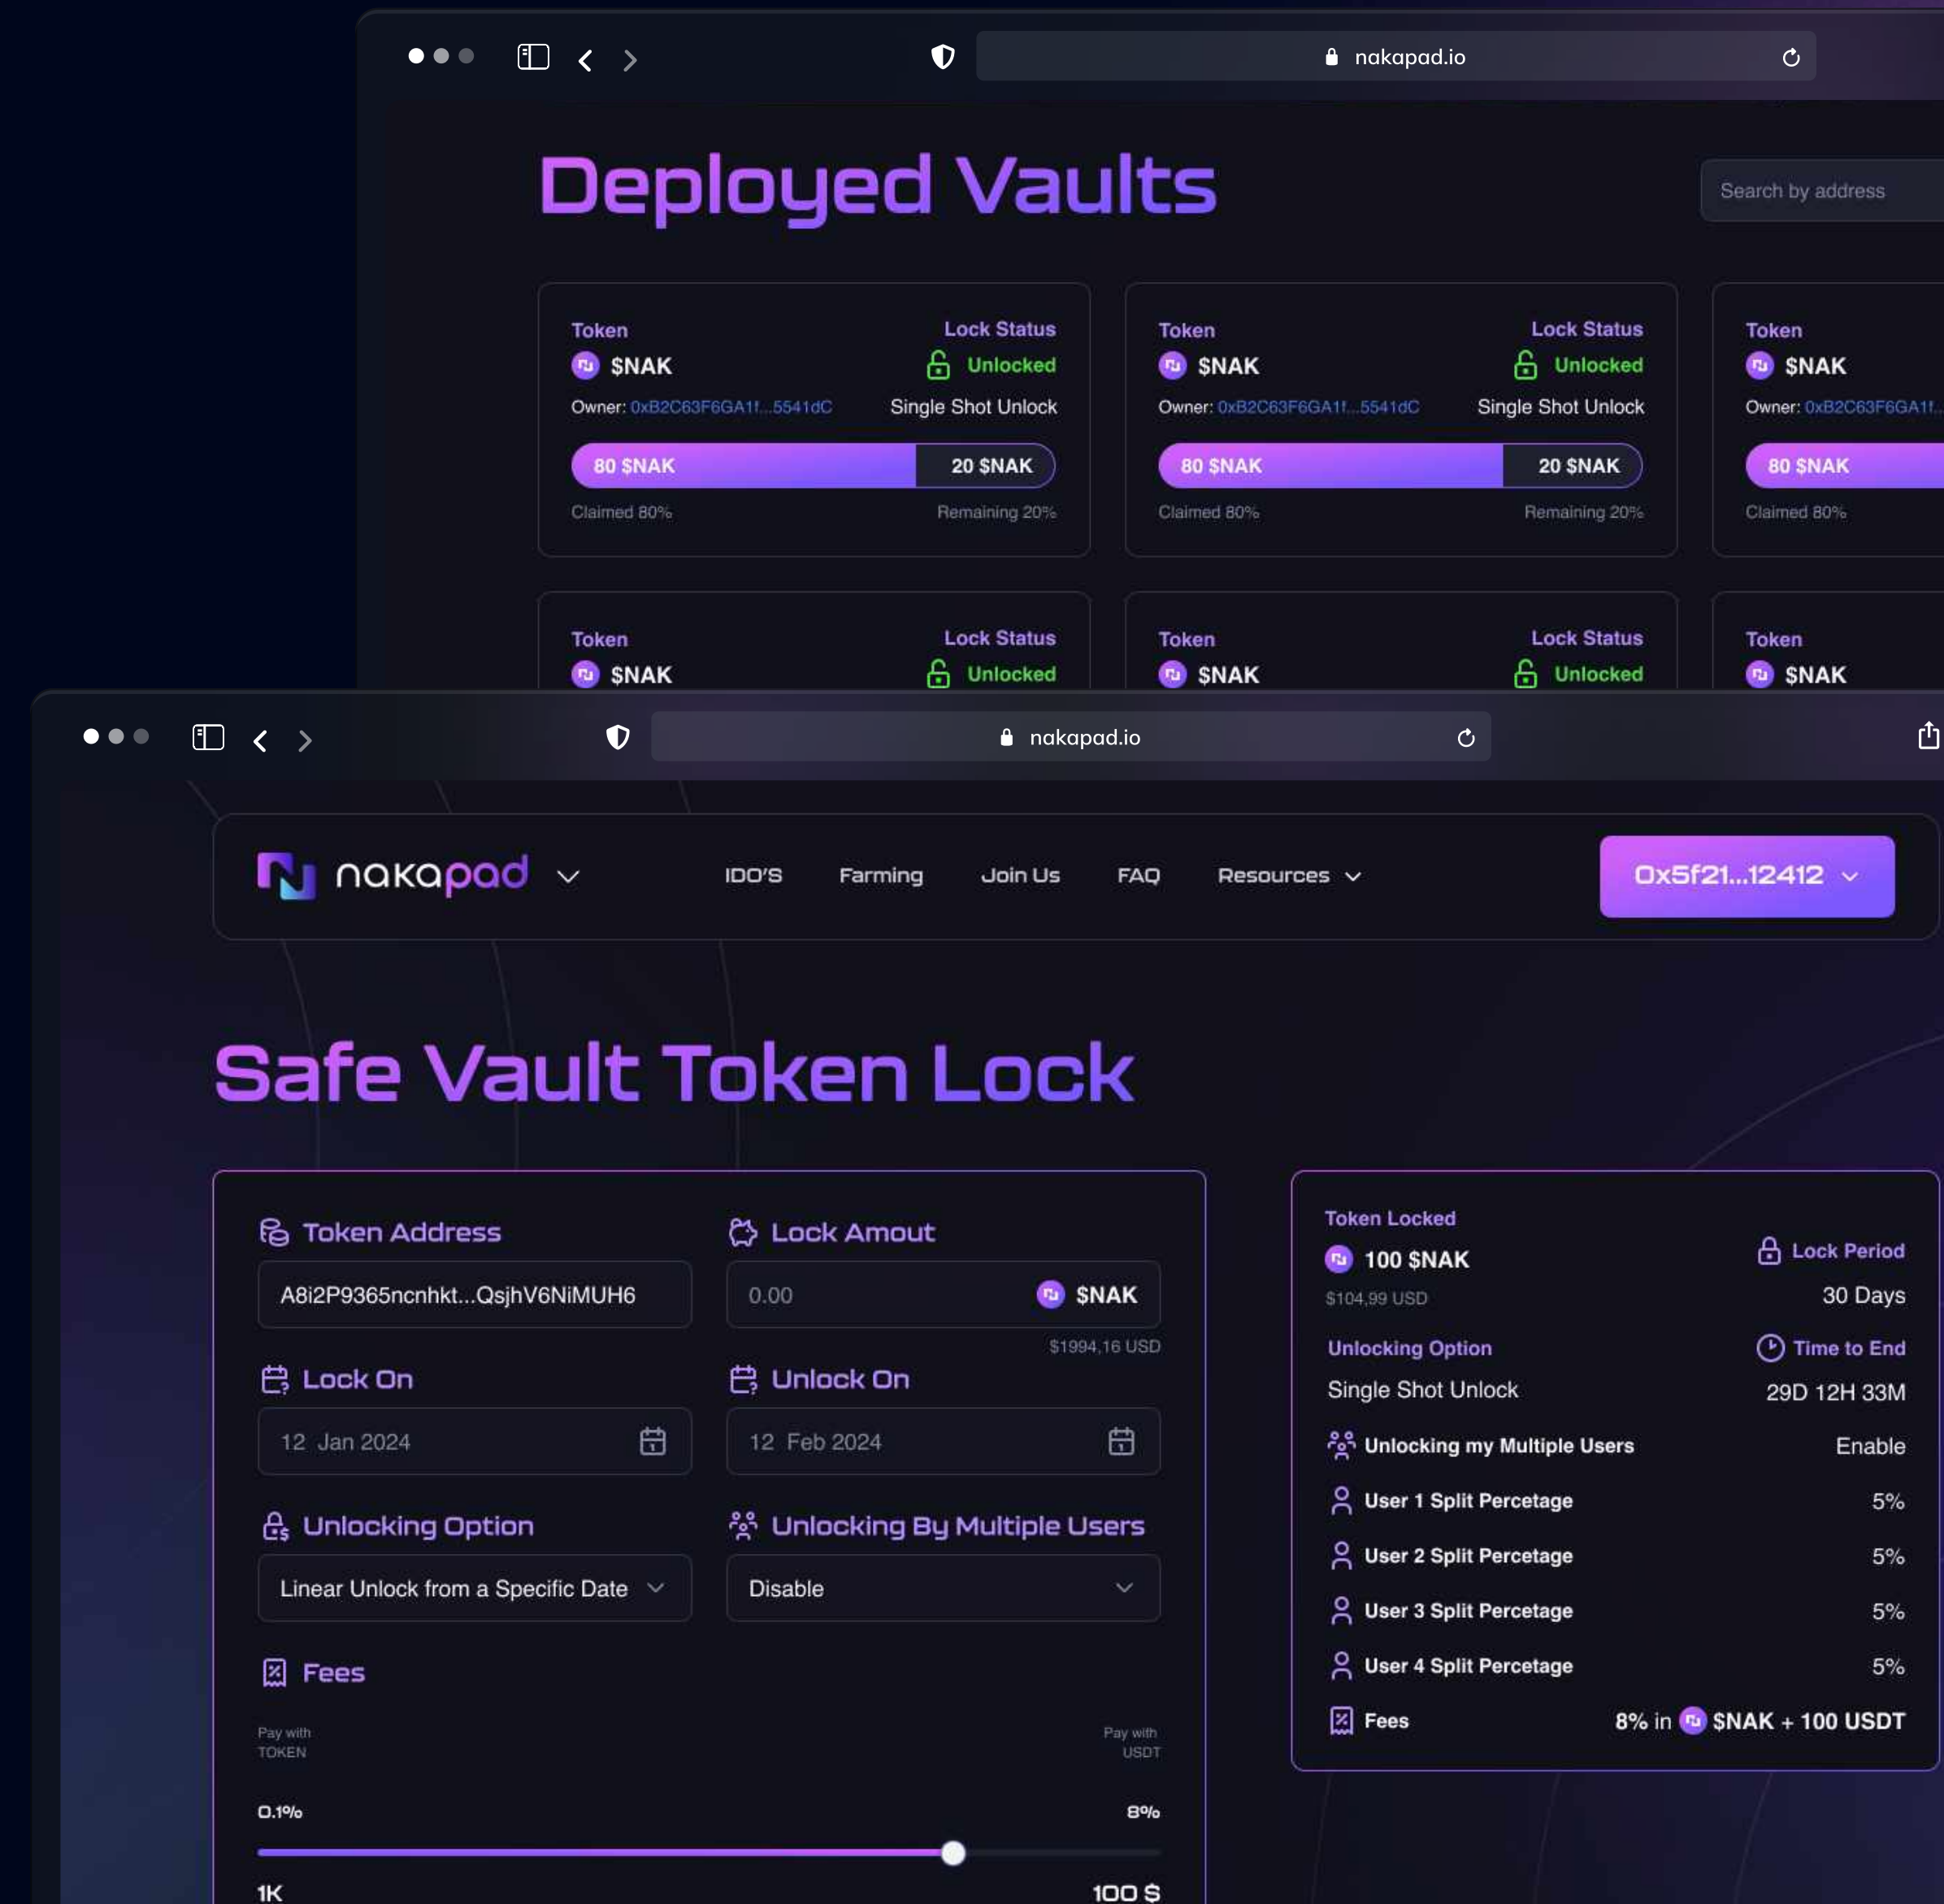 nakapad.io
Deployed Vaults
Search by address
Token Lock Status
$NAK Unlocked
Owner: 0xB2C63F6GA1f...5541dC Single Shot Unlock
80 $NAK 20 $NAK
Claimed 80% Remaining 20%
Token Lock Status
$NAK Unlocked
Owner: 0xB2C63F6GA1f...5541dC Single Shot Unlock
80 $NAK 20 $NAK
Claimed 80% Remaining 20%
Token
$NAK
Owner: 0xB2C63F6GA1f...
80 $NAK
Claimed 80%
Token Lock Status
$NAK Unlocked
Token Lock Status
$NAK Unlocked
Token
$NAK
nakapad.io
nakapad
IDO'S Farming Join Us FAQ Resources
0x5f21...12412
Safe Vault Token Lock
Token Address
A8i2P9365ncnhkt...QsjhV6NiMUH6
Lock Amout
0.00 $NAK
$1994,16 USD
Lock On
12 Jan 2024
Unlock On
12 Feb 2024
Unlocking Option
Linear Unlock from a Specific Date
Unlocking By Multiple Users
Disable
Fees
Pay with
TOKEN
Pay with
USDT
0.1% 8%
1K 100 $
Token Locked
100 $NAK
$104,99 USD
Lock Period
30 Days
Unlocking Option
Single Shot Unlock
Time to End
29D 12H 33M
Unlocking my Multiple Users Enable
User 1 Split Percetage 5%
User 2 Split Percetage 5%
User 3 Split Percetage 5%
User 4 Split Percetage 5%
Fees 8% in $NAK + 100 USDT